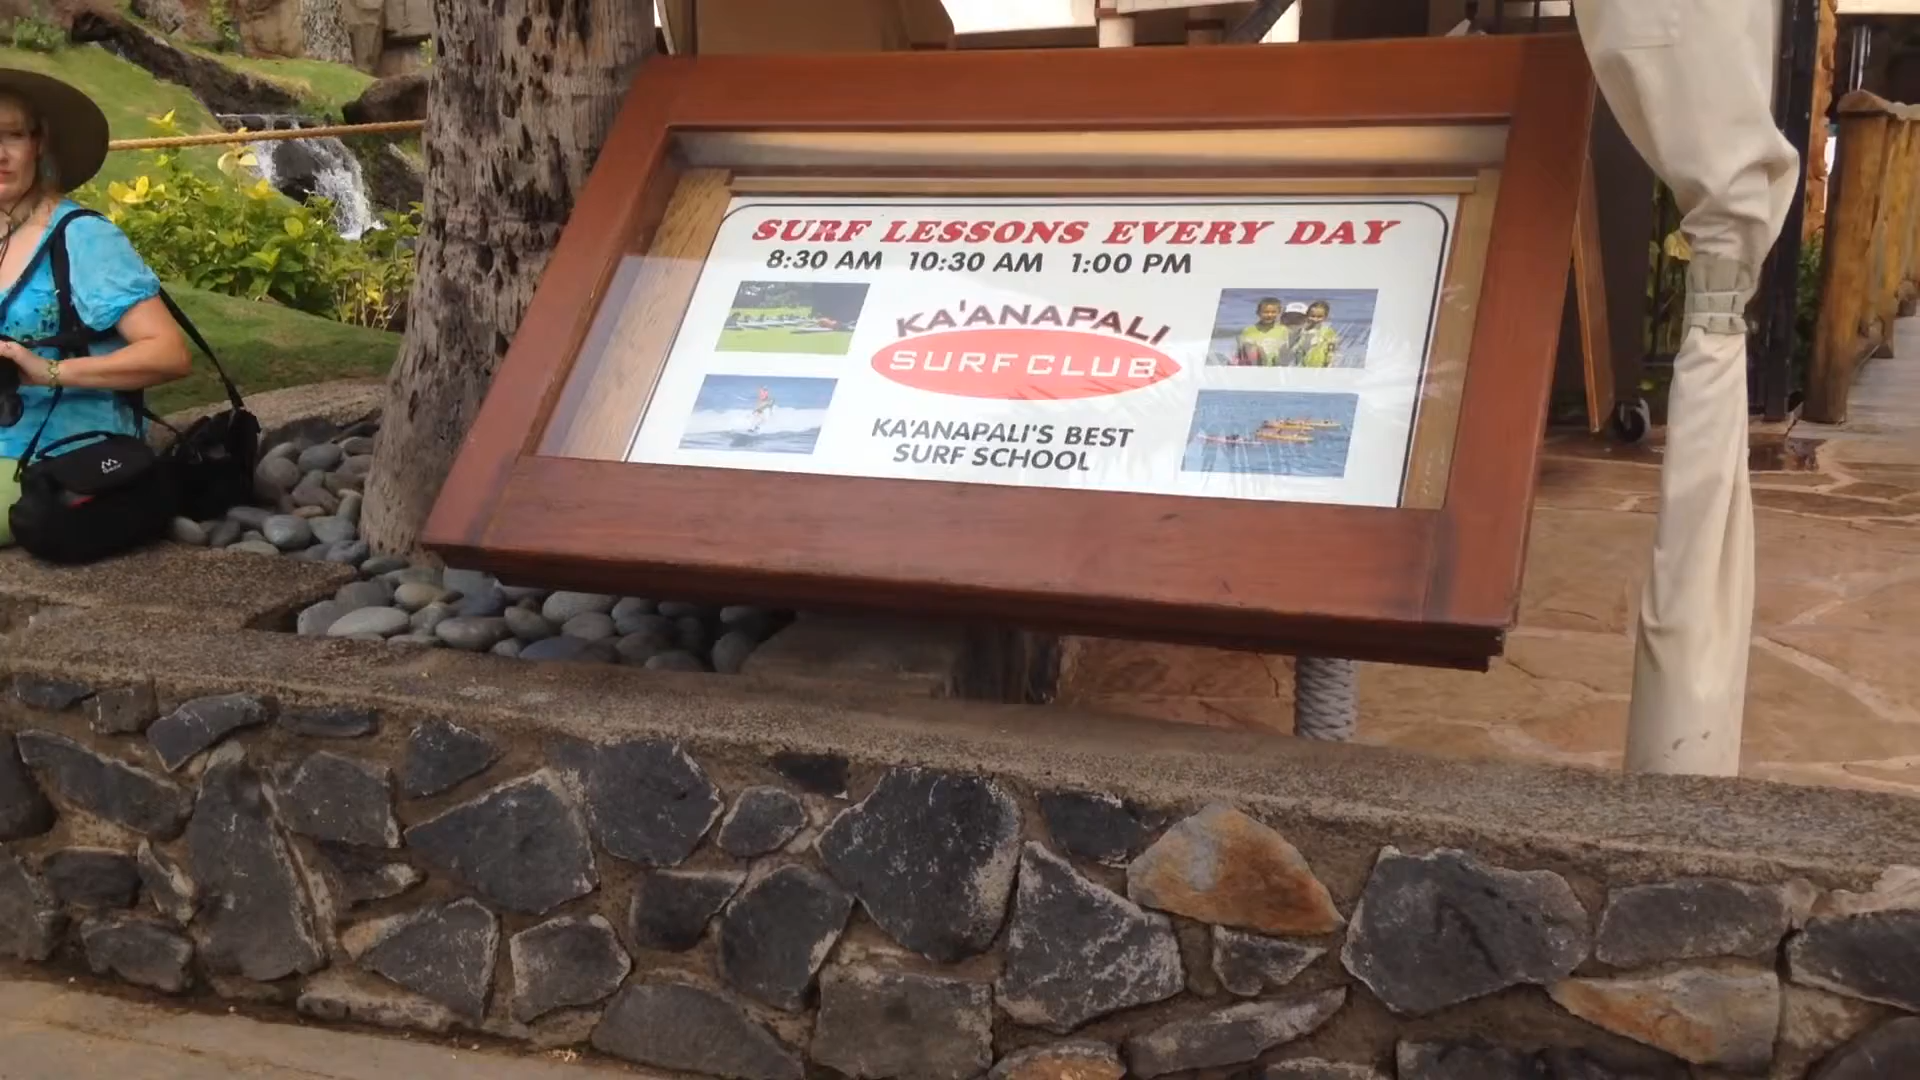 SURF LESSONS EVERY DAY
8:30 AM 10:30 AM 1:00 PM
KA'ANAPALI
SURF CLUB
KA'ANAPALI'S BEST
SURF SCHOOL